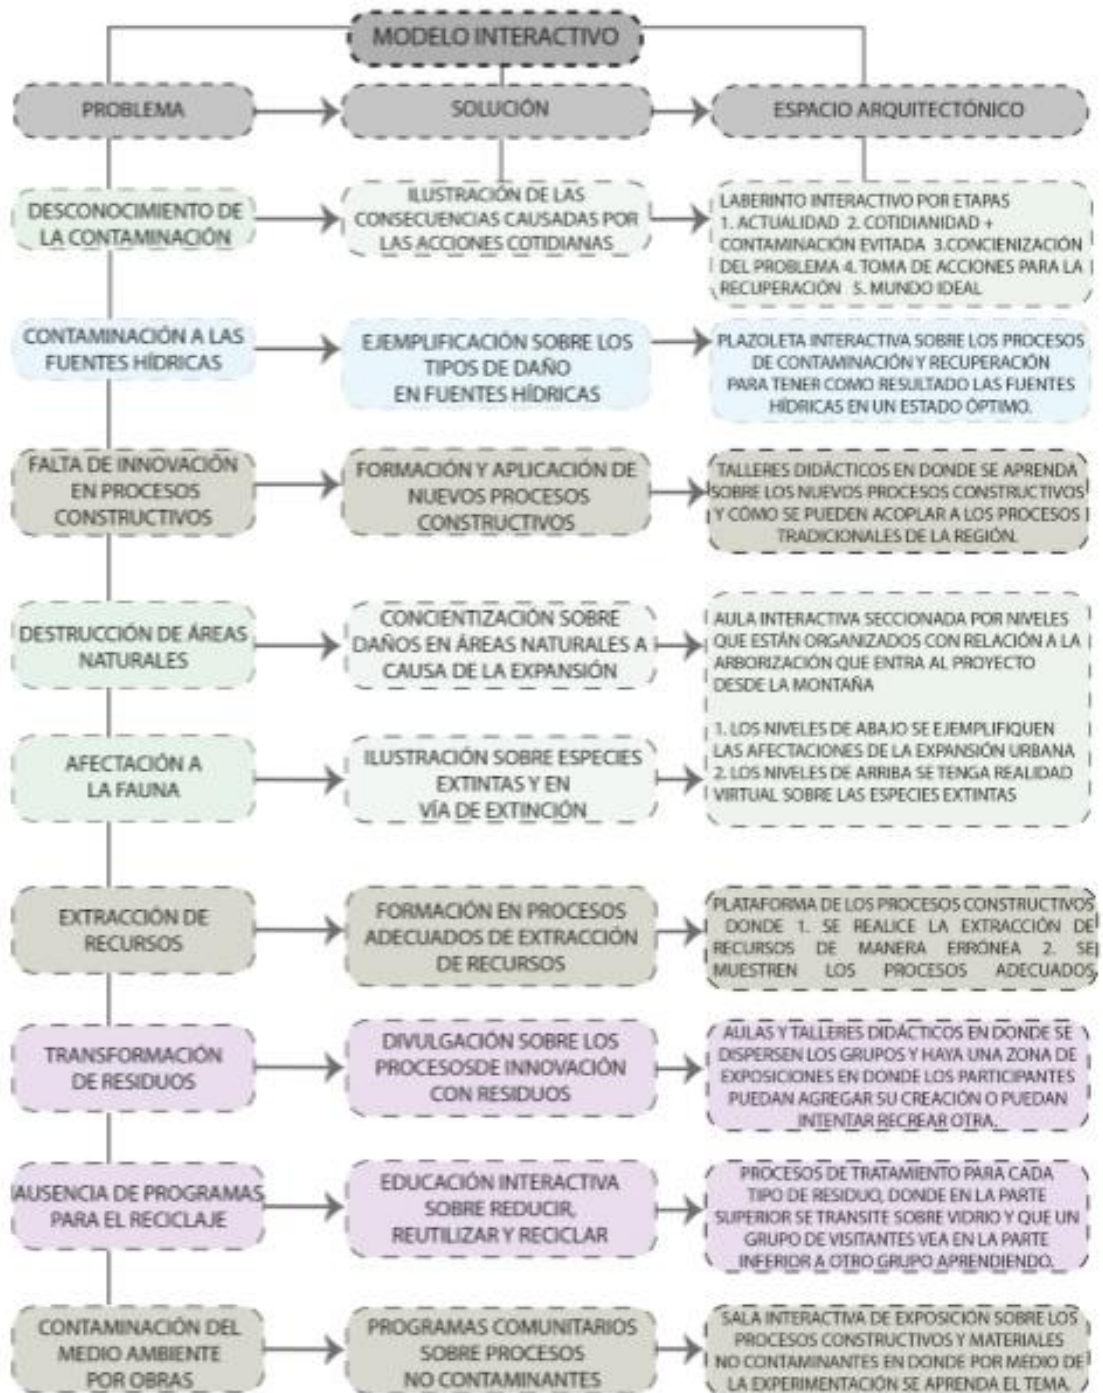 MODELO INTERACTIVO
PROBLEMA
SOLUCIÓN
ESPACIO ARQUITECTÓNICO
DESCONOCIMIENTO DE
LA CONTAMINACIÓN
ILUSTRACIÓN DE LAS
CONSECUENCIAS CAUSADAS POR
LAS ACCIONES COTIDIANAS
LABERINTO INTERACTIVO POR ETAPAS
1. ACTUALIDAD 2. COTIDIANIDAD +
CONTAMINACIÓN EVITADA 3.CONCIENIZACIÓN
DEL PROBLEMA 4. TOMA DE ACCIONES PARA LA
RECUPERACIÓN 5. MUNDO IDEAL
CONTAMINACIÓN A LAS
FUENTES HÍDRICAS
EJEMPLIFICACIÓN SOBRE LOS
TIPOS DE DAÑO
EN FUENTES HÍDRICAS
PLAZOLETA INTERACTIVA SOBRE LOS PROCESOS
DE CONTAMINACIÓN Y RECUPERACIÓN
PARA TENER COMO RESULTADO LAS FUENTES
HÍDRICAS EN UN ESTADO ÓPTIMO.
FALTA DE INNOVACIÓN
EN PROCESOS
CONSTRUCTIVOS
FORMACIÓN Y APLICACIÓN DE
NUEVOS PROCESOS
CONSTRUCTIVOS
TALLERES DIDÁCTICOS EN DONDE SE APRENDA
SOBRE LOS NUEVOS PROCESOS CONSTRUCTIVOS
Y CÓMO SE PUEDEN ACOPLAR A LOS PROCESOS
TRADICIONALES DE LA REGIÓN.
DESTRUCCIÓN DE ÁREAS
NATURALES
CONCIENTIZACIÓN SOBRE
DAÑOS EN ÁREAS NATURALES A
CAUSA DE LA EXPANSIÓN
AULA INTERACTIVA SECCIONADA POR NIVELES
QUE ESTÁN ORGANIZADOS CON RELACIÓN A LA
ARBORIZACIÓN QUE ENTRA AL PROYECTO
DESDE LA MONTAÑA
1. LOS NIVELES DE ABAJO SE EJEMPLIFIQUEN
LAS AFECTACIONES DE LA EXPANSIÓN URBANA
2. LOS NIVELES DE ARRIBA SE TENGA REALIDAD
VIRTUAL SOBRE LAS ESPECIES EXTINTAS
AFECTACIÓN A
LA FAUNA
ILUSTRACIÓN SOBRE ESPECIES
EXTINTAS Y EN
VÍA DE EXTINCIÓN
EXTRACCIÓN DE
RECURSOS
FORMACIÓN EN PROCESOS
ADECUADOS DE EXTRACCIÓN
DE RECURSOS
PLATAFORMA DE LOS PROCESOS CONSTRUCTIVOS
DONDE 1. SE REALICE LA EXTRACCIÓN DE
RECURSOS DE MANERA ERRÓNEA 2. SE
MUESTREN LOS PROCESOS ADECUADOS
TRANSFORMACIÓN
DE RESIDUOS
DIVULGACIÓN SOBRE LOS
PROCESOSDE INNOVACIÓN
CON RESIDUOS
AULAS Y TALLERES DIDÁCTICOS EN DONDE SE
DISPERSEN LOS GRUPOS Y HAYA UNA ZONA DE
EXPOSICIONES EN DONDE LOS PARTICIPANTES
PUEDAN AGREGAR SU CREACIÓN O PUEDAN
INTENTAR RECREAR OTRA.
AUSENCIA DE PROGRAMAS
PARA EL RECICLAJE
EDUCACIÓN INTERACTIVA
SOBRE REDUCIR,
REUTILIZAR Y RECICLAR
PROCESOS DE TRATAMIENTO PARA CADA
TIPO DE RESIDUO, DONDE EN LA PARTE
SUPERIOR SE TRANSITE SOBRE VIDRIO Y QUE UN
GRUPO DE VISITANTES VEA EN LA PARTE
INFERIOR A OTRO GRUPO APRENDIENDO.
CONTAMINACIÓN DEL
MEDIO AMBIENTE
POR OBRAS
PROGRAMAS COMUNITARIOS
SOBRE PROCESOS
NO CONTAMINANTES
SALA INTERACTIVA DE EXPOSICIÓN SOBRE LOS
PROCESOS CONSTRUCTIVOS Y MATERIALES
NO CONTAMINANTES EN DONDE POR MEDIO DE
LA EXPERIMENTACIÓN SE APRENDA EL TEMA.